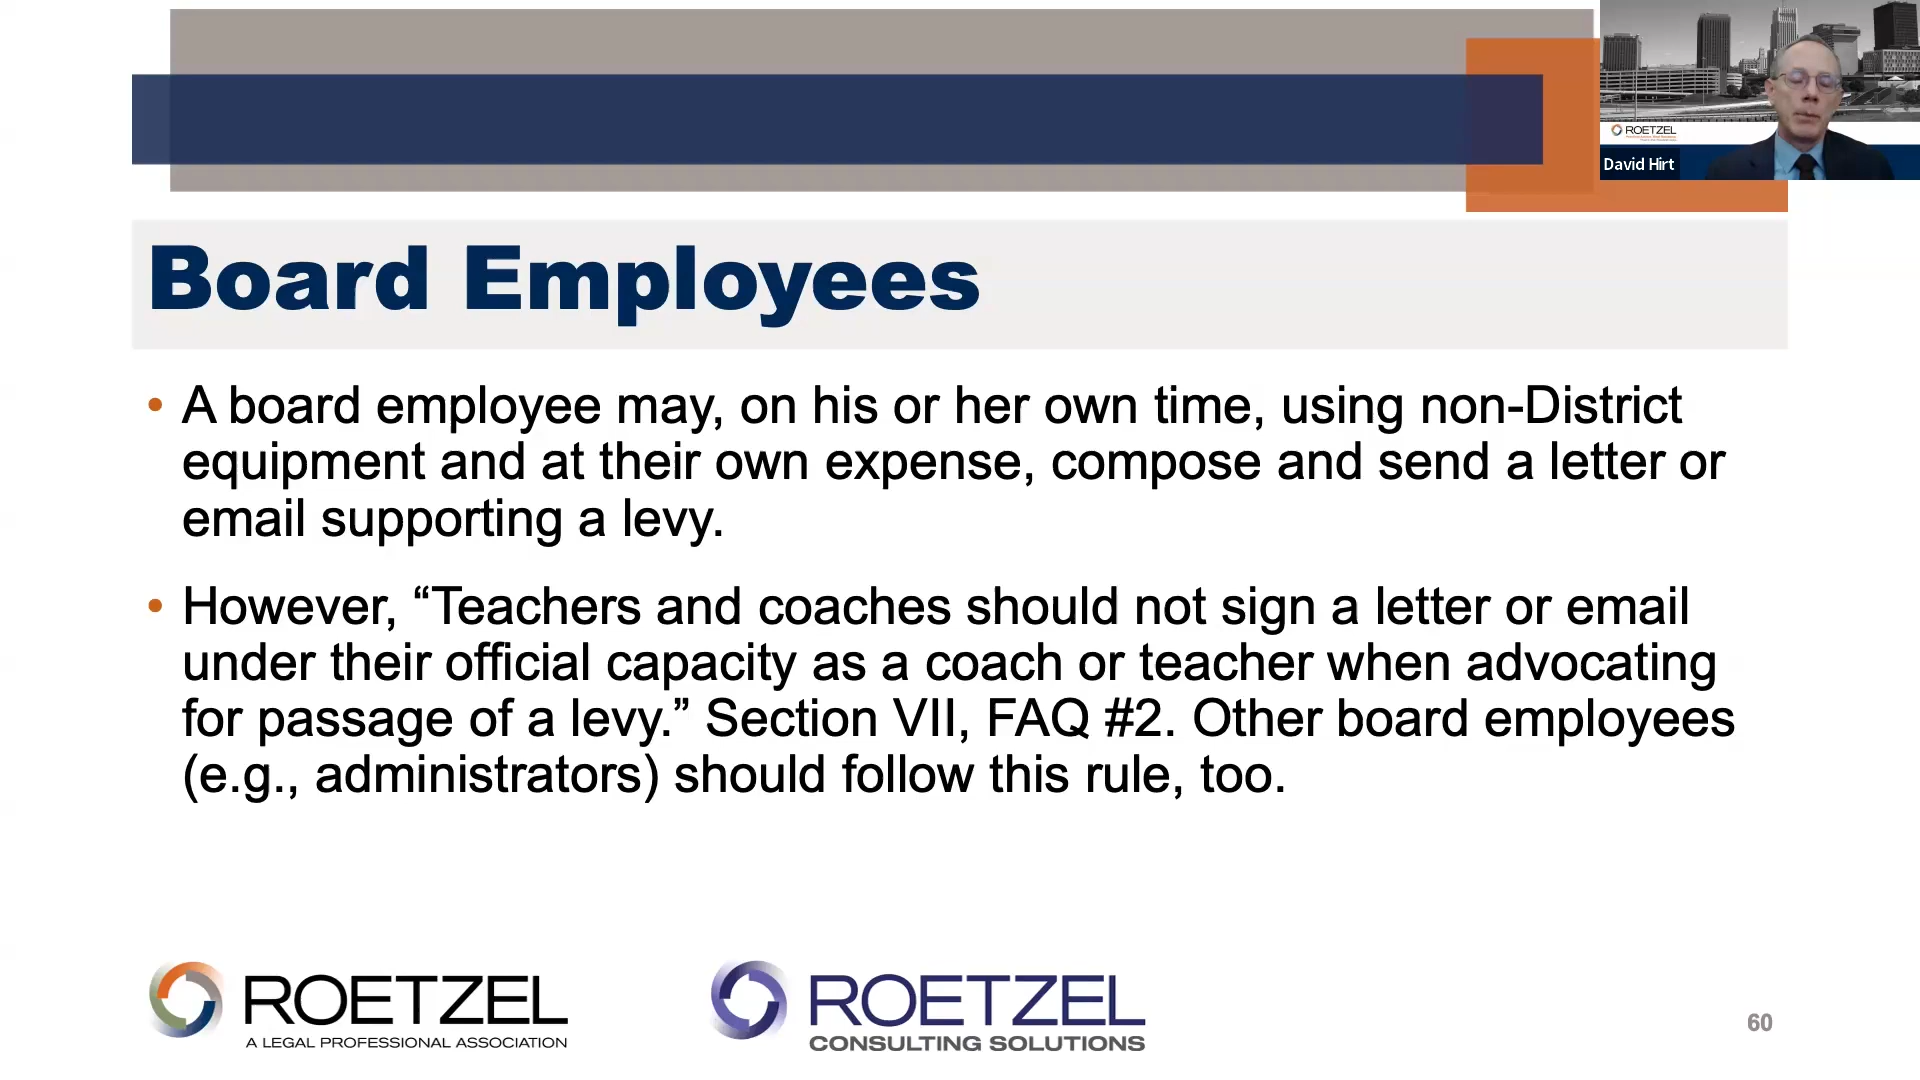 ROETZEL
David Hirt
Board Employees
• A board employee may, on his or her own time, using non-District
equipment and at their own expense, compose and send a letter or
email supporting a levy.
• However, “Teachers and coaches should not sign a letter or email
under their official capacity as a coach or teacher when advocating
for passage of a levy.” Section VII, FAQ #2. Other board employees
(e.g., administrators) should follow this rule, too.
ROETZEL
A LEGAL PROFESSIONAL ASSOCIATION
ROETZEL
CONSULTING SOLUTIONS
60